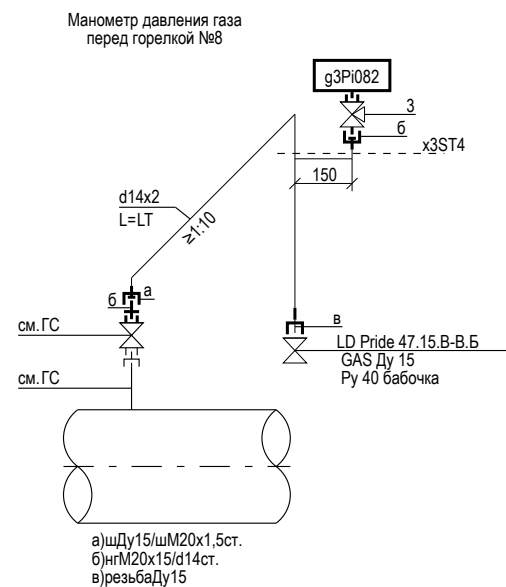 Манометр давления газа
перед горелкой №8
g3Pi082
3
б
x3ST4
150
d14x2
L=LT
≥1:10
а
б
см.ГС
в
LD Pride 47.15.В-В.Б
GAS Ду 15
Ру 40 бабочка
см.ГС
а)шДу15/шМ20х1,5ст.
б)нгМ20х15/d14ст.
в)резьбаДу15